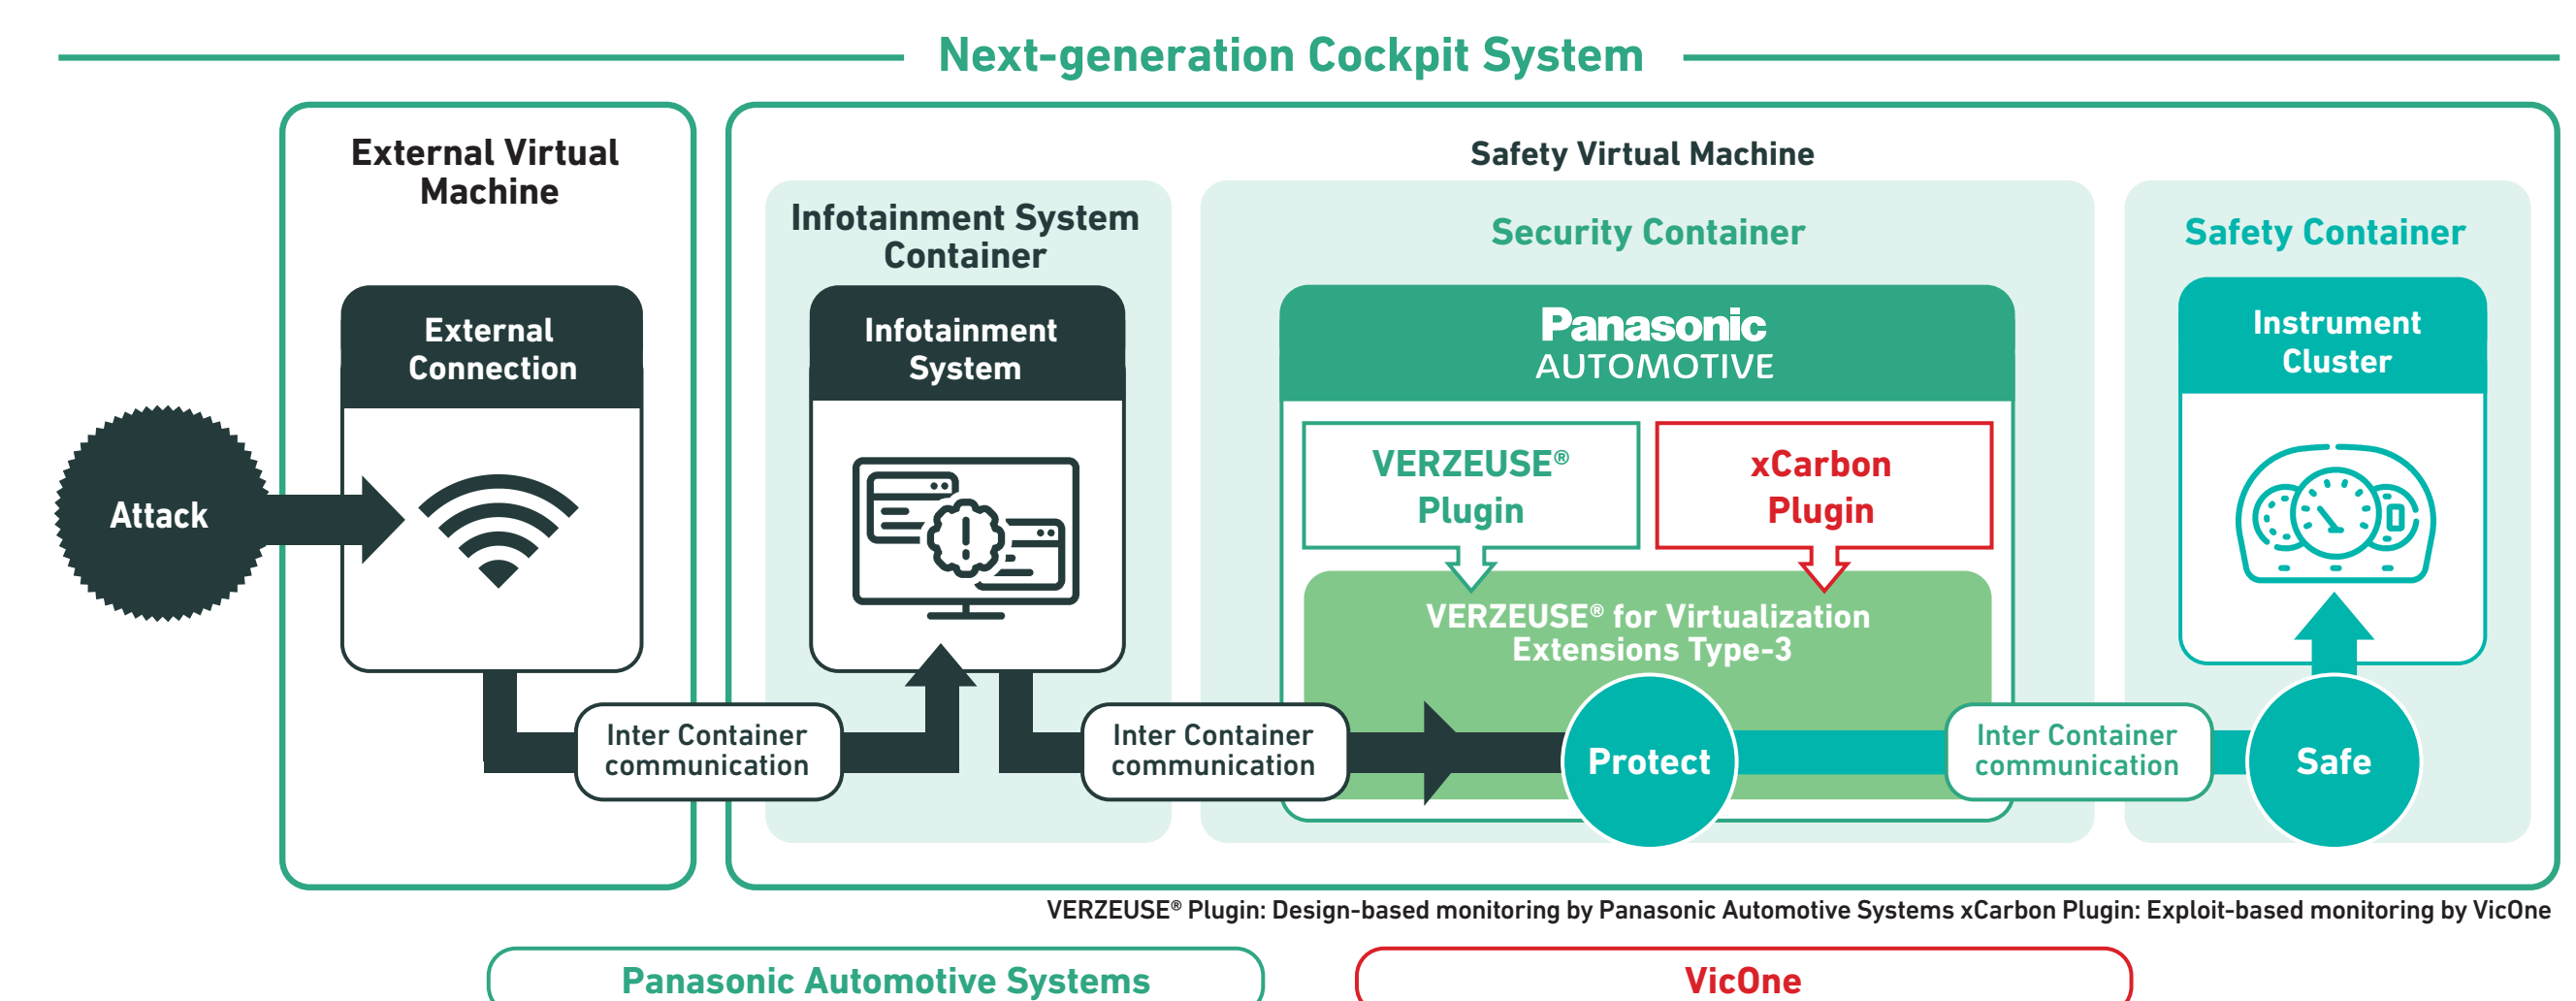 Next-generation Cockpit System
External Virtual
Machine
Safety Virtual Machine
Infotainment System
Container
Security Container
Safety Container
External
Connection
Infotainment
System
Panasonic
AUTOMOTIVE
Instrument
Cluster
Attack
VERZEUSE®
Plugin
xCarbon
Plugin
VERZEUSE® for Virtualization
Extensions Type-3
Inter Container
communication
Inter Container
communication
Protect
Inter Container
communication
Safe
VERZEUSE® Plugin: Design-based monitoring by Panasonic Automotive Systems xCarbon Plugin: Exploit-based monitoring by VicOne
Panasonic Automotive Systems
VicOne